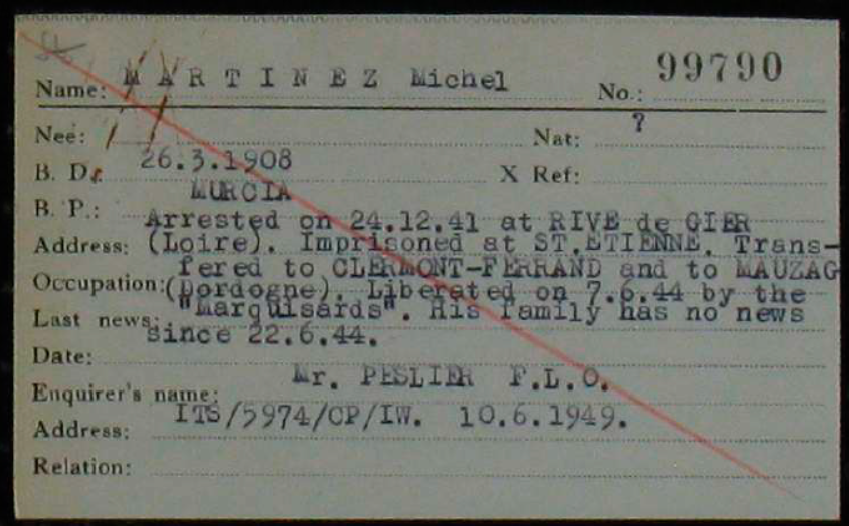 Name: MARTINEZ Michel No.: 99790
Née: Nat: ?
B. D. 26.3.1908 X Ref:
B. P.: MURCIA
Arrested on 24.12.41 at RIVE de GIER
Address: (Loire). Imprisoned at ST.ETIENNE. Trans-
fered to CLERMONT-FERRAND and to MAUZAG
Occupation: (Dordogne). Liberated on 7.6.44 by the
Last news: "Marquisards". His family has no news
since 22.6.44.
Date:
Enquirer's name: Mr. PESLIER F.L.O.
Address: ITS/5974/CP/IW. 10.6.1949.
Relation: